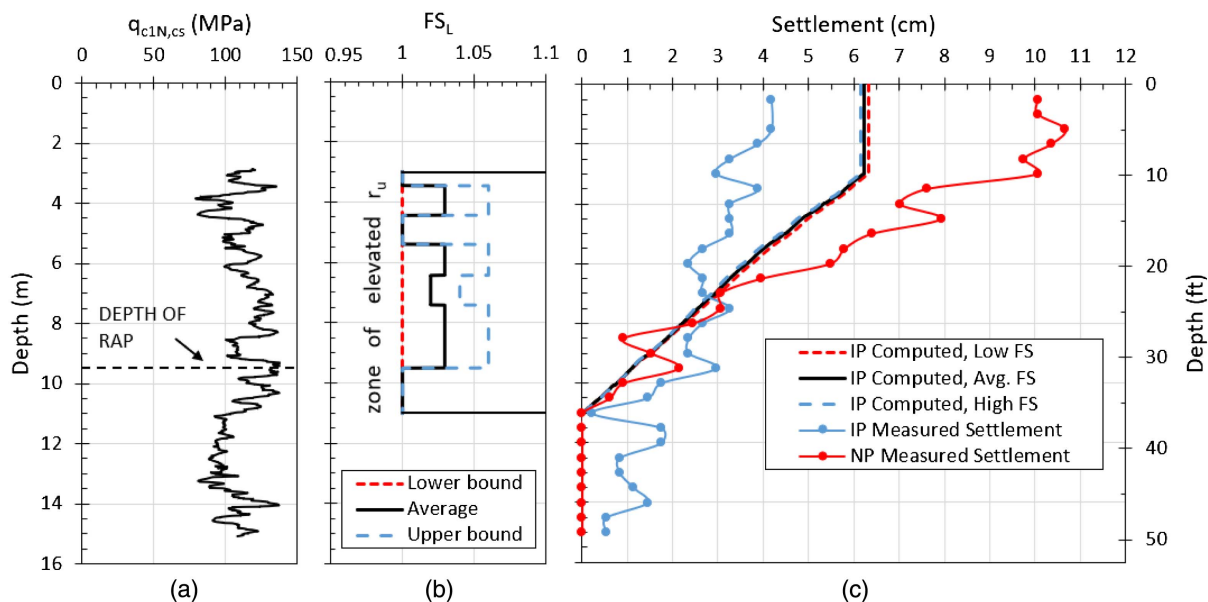 q_c1N,cs (MPa)
0 50 100 150
Depth (m)
0
2
4
6
8
10
12
14
16
DEPTH OF
RAP
(a)
FS_L
0.95 1 1.05 1.1
zone of elevated r_u
Lower bound
Average
Upper bound
(b)
Settlement (cm)
0 1 2 3 4 5 6 7 8 9 10 11 12
0
10
20
30
40
50
Depth (ft)
IP Computed, Low FS
IP Computed, Avg. FS
IP Computed, High FS
IP Measured Settlement
NP Measured Settlement
(c)